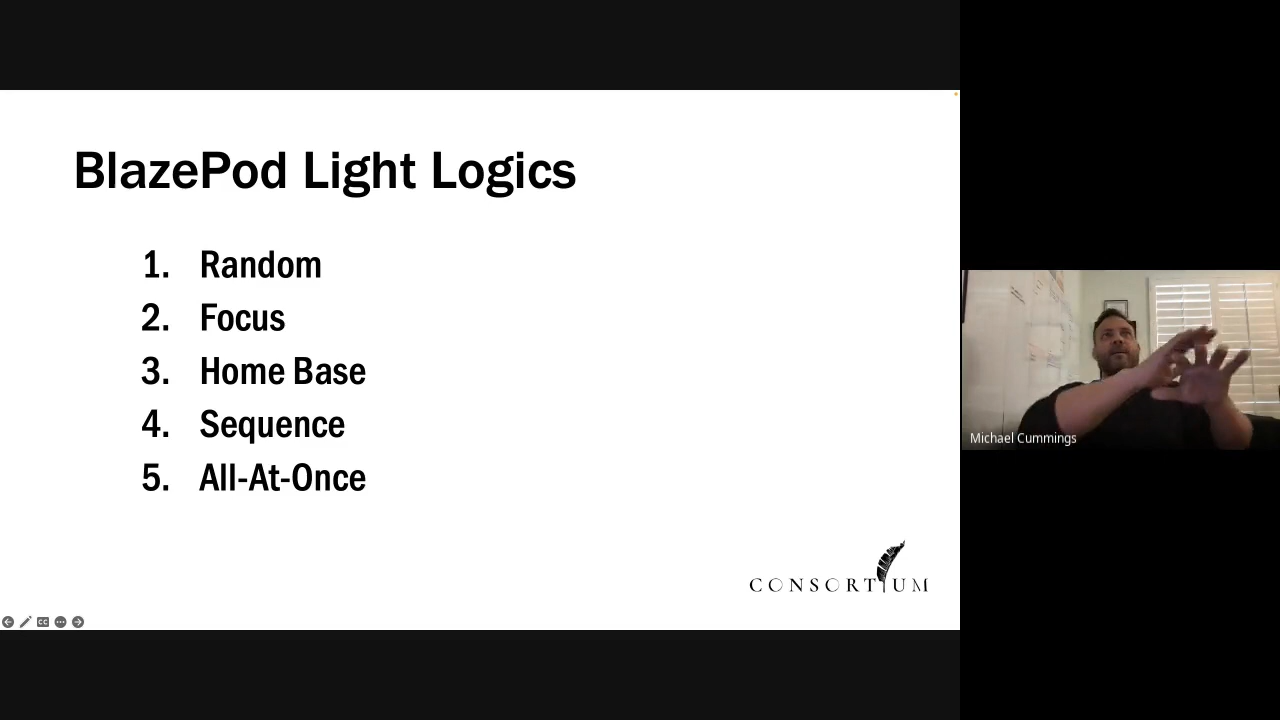 BlazePod Light Logics
1. Random
2. Focus
3. Home Base
4. Sequence
5. All-At-Once
CONSORTIUM
CC
Michael Cummings